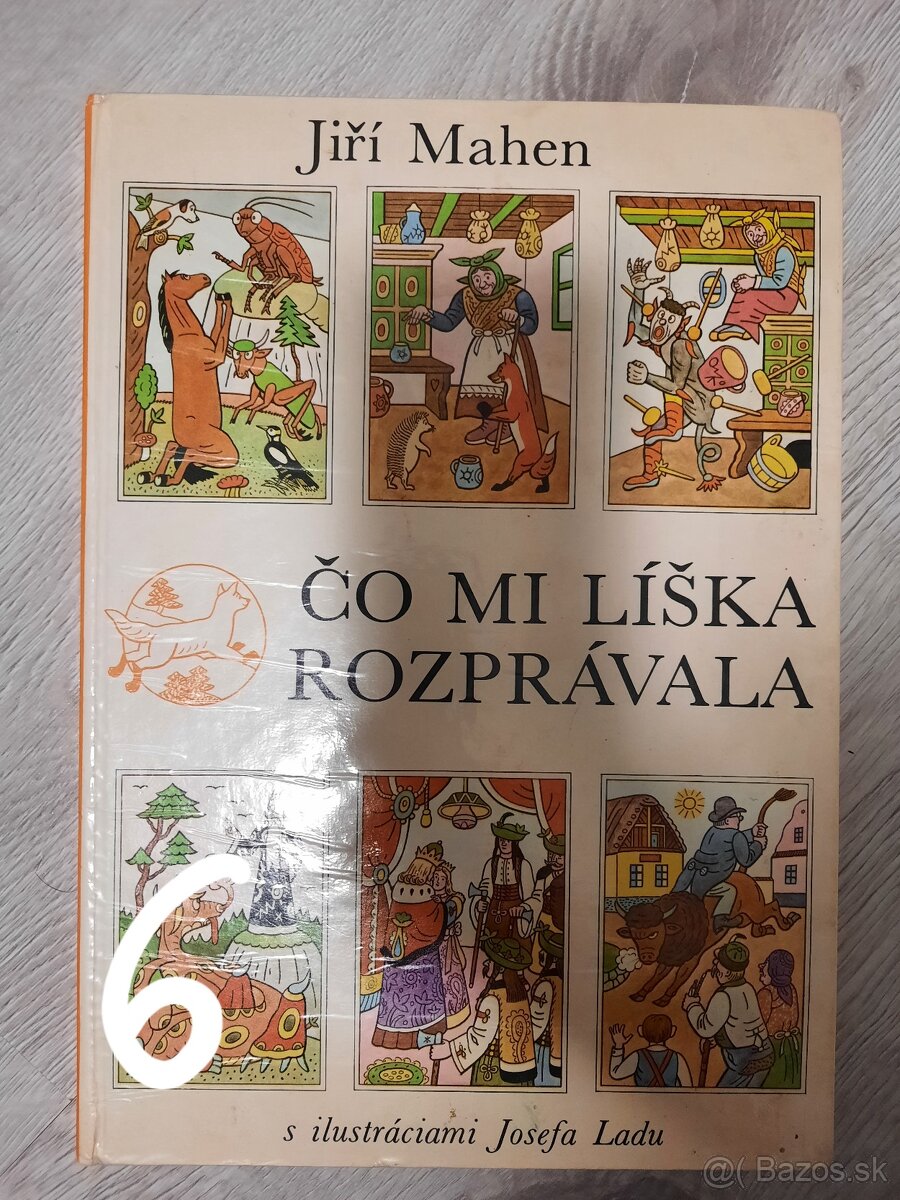 Jiří Mahen
ČO MI LÍŠKA
ROZPRÁVALA
6
s ilustráciami Josefa Ladu
@( Bazos.sk